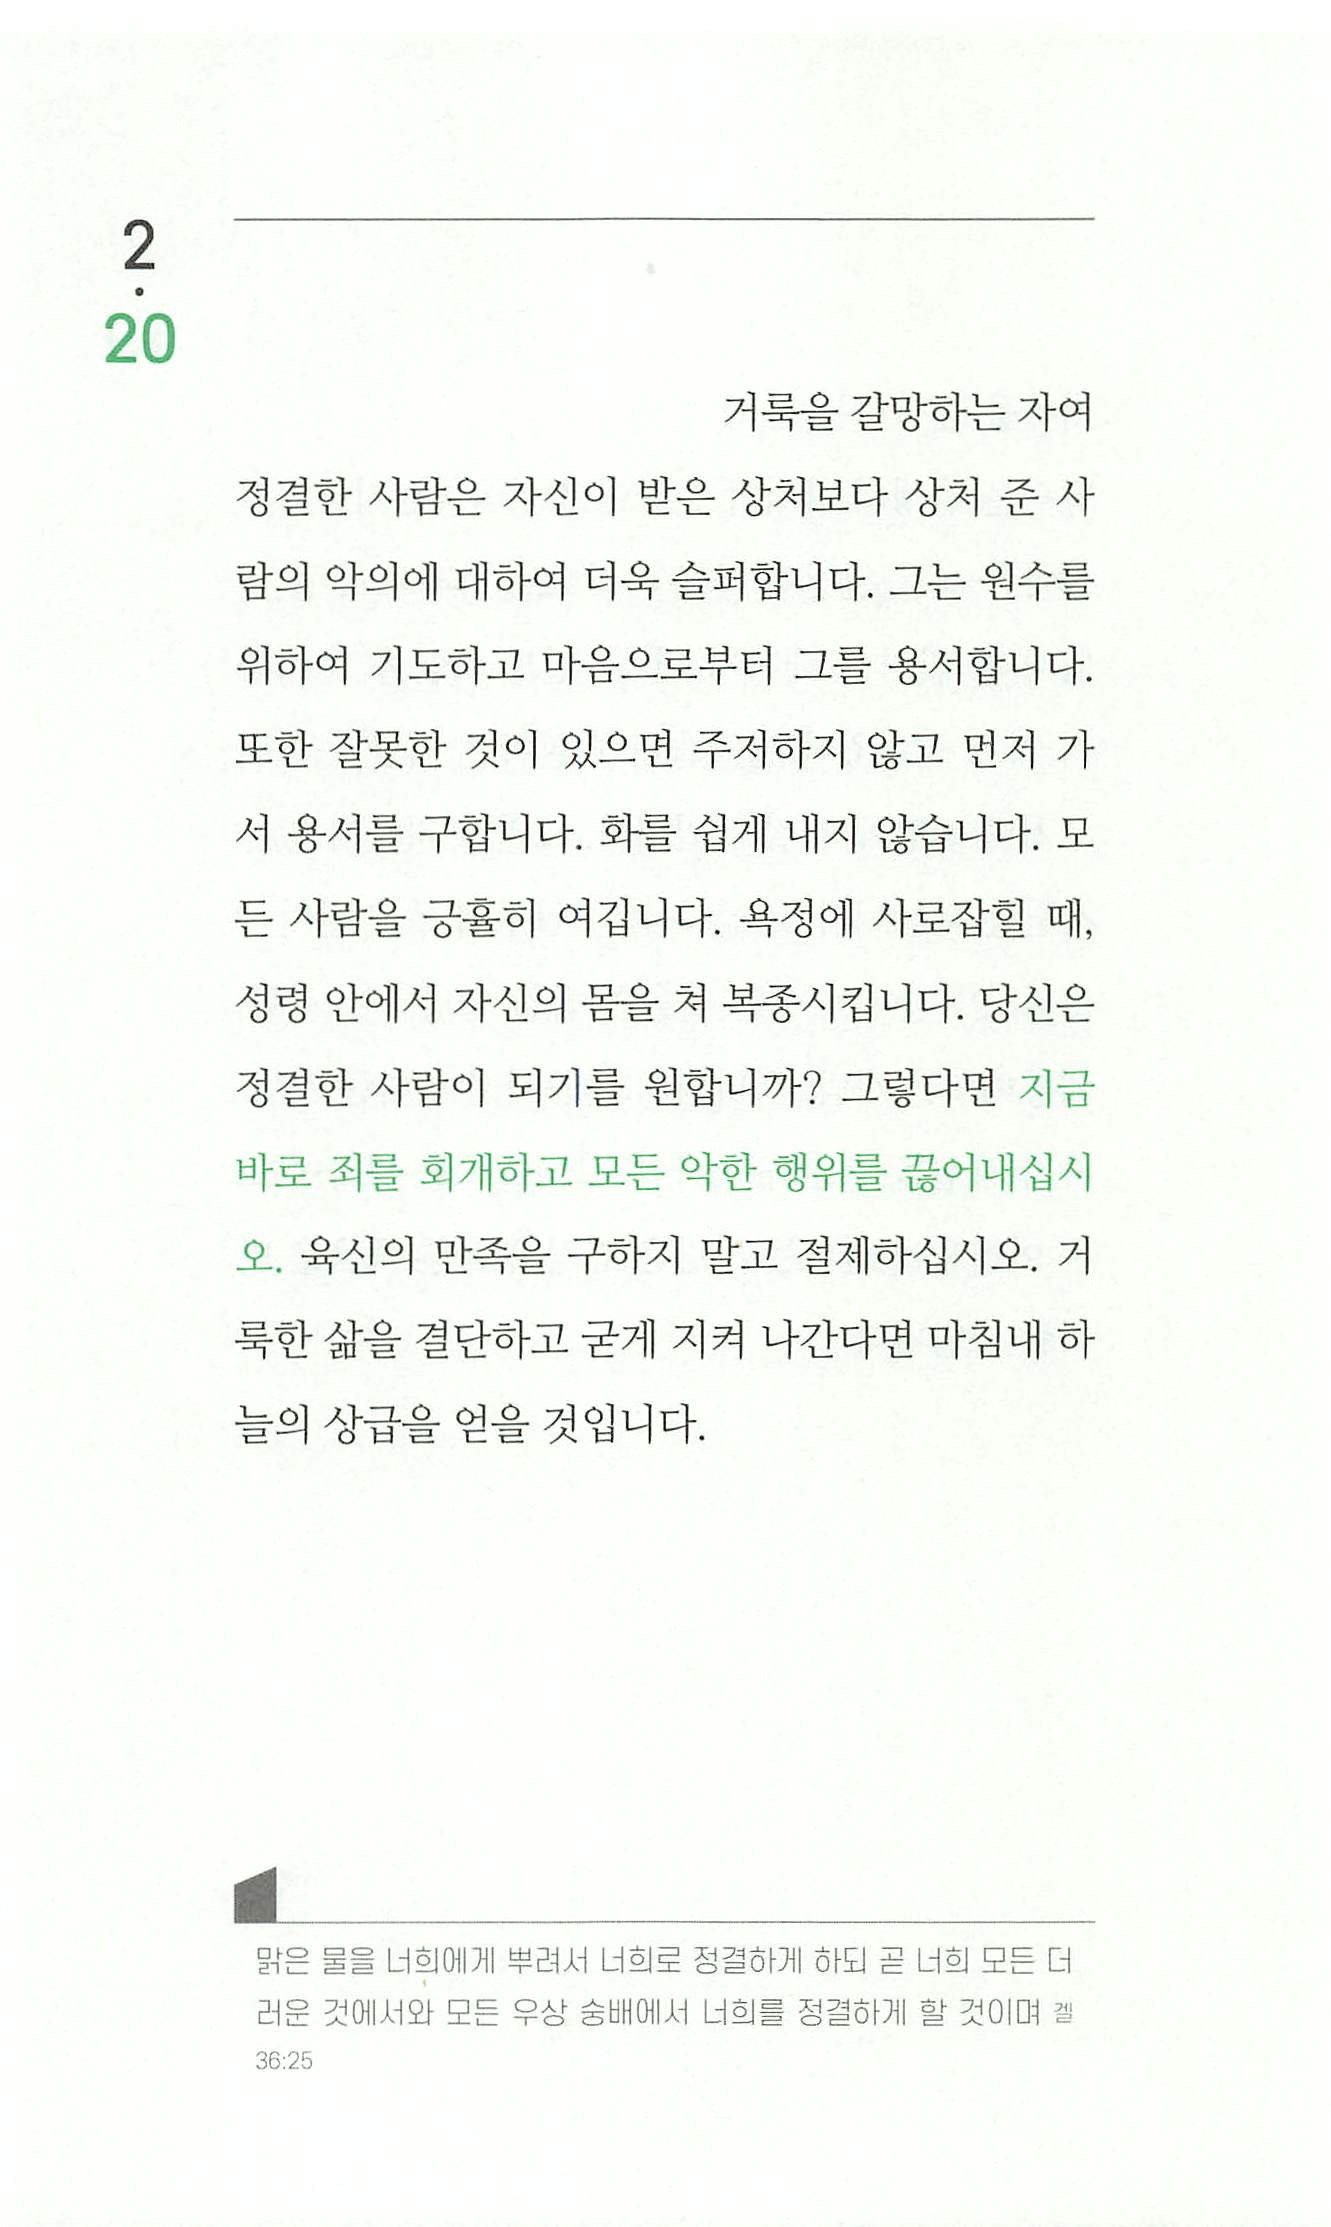 2
·
20
거룩을 갈망하는 자여
정결한 사람은 자신이 받은 상처보다 상처 준 사
람의 악의에 대하여 더욱 슬퍼합니다. 그는 원수를
위하여 기도하고 마음으로부터 그를 용서합니다.
또한 잘못한 것이 있으면 주저하지 않고 먼저 가
서 용서를 구합니다. 화를 쉽게 내지 않습니다. 모
든 사람을 긍휼히 여깁니다. 욕정에 사로잡힐 때,
성령 안에서 자신의 몸을 쳐 복종시킵니다. 당신은
정결한 사람이 되기를 원합니까? 그렇다면 지금
바로 죄를 회개하고 모든 악한 행위를 끊어내십시
오. 육신의 만족을 구하지 말고 절제하십시오. 거
룩한 삶을 결단하고 굳게 지켜 나간다면 마침내 하
늘의 상급을 얻을 것입니다.
맑은 물을 너희에게 뿌려서 너희로 정결하게 하되 곧 너희 모든 더
러운 것에서와 모든 우상 숭배에서 너희를 정결하게 할 것이며 겔
36:25